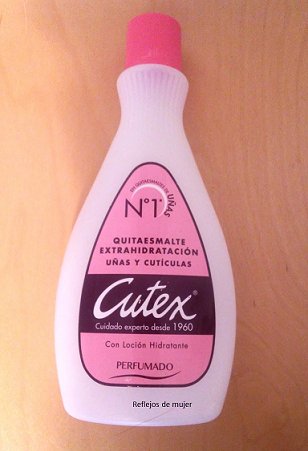 EN QUITAESMALTES DE UÑAS
Nº1*
QUITAESMALTE
EXTRAHIDRATACIÓN
UÑAS Y CUTÍCULAS
Cutex®
Cuidado experto desde 1960
Con Loción Hidratante
PERFUMADO
Reflejos de mujer